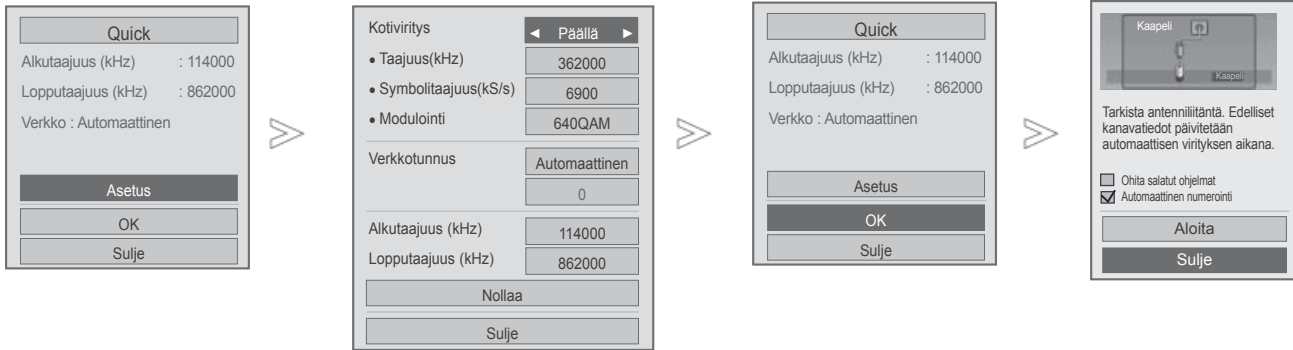 Quick
Alkutaajuus (kHz) : 114000
Lopputaajuus (kHz) : 862000
Verkko : Automaattinen
Asetus
OK
Sulje
Kotiviritys ◄ Päällä ►
• Taajuus(kHz) 362000
• Symbolitaajuus(kS/s) 6900
• Modulointi 640QAM
Verkkotunnus Automaattinen
0
Alkutaajuus (kHz) 114000
Lopputaajuus (kHz) 862000
Nollaa
Sulje
Quick
Alkutaajuus (kHz) : 114000
Lopputaajuus (kHz) : 862000
Verkko : Automaattinen
Asetus
OK
Sulje
Kaapeli
Kaapeli
Tarkista antenniliitäntä. Edelliset
kanavatiedot päivitetään
automaattisen virityksen aikana.
Ohita salatut ohjelmat
Automaattinen numerointi
Aloita
Sulje